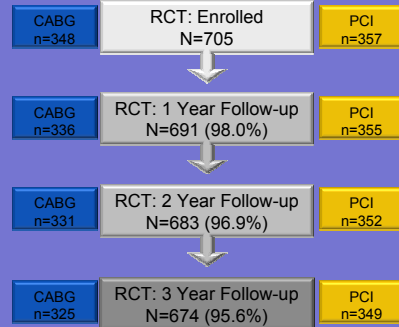 CABG
n=348
RCT: Enrolled
N=705
PCI
n=357
CABG
n=336
RCT: 1 Year Follow-up
N=691 (98.0%)
PCI
n=355
CABG
n=331
RCT: 2 Year Follow-up
N=683 (96.9%)
PCI
n=352
CABG
n=325
RCT: 3 Year Follow-up
N=674 (95.6%)
PCI
n=349